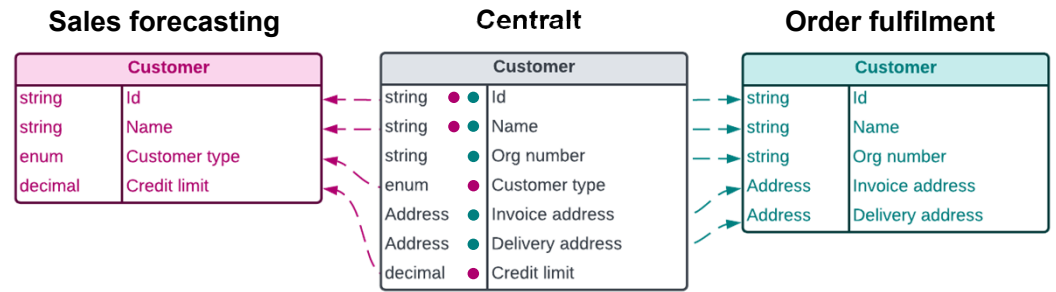 Sales forecasting
Customer
string Id
string Name
enum Customer type
decimal Credit limit
Centralt
Customer
string Id
string Name
string Org number
enum Customer type
Address Invoice address
Address Delivery address
decimal Credit limit
Order fulfilment
Customer
string Id
string Name
string Org number
Address Invoice address
Address Delivery address